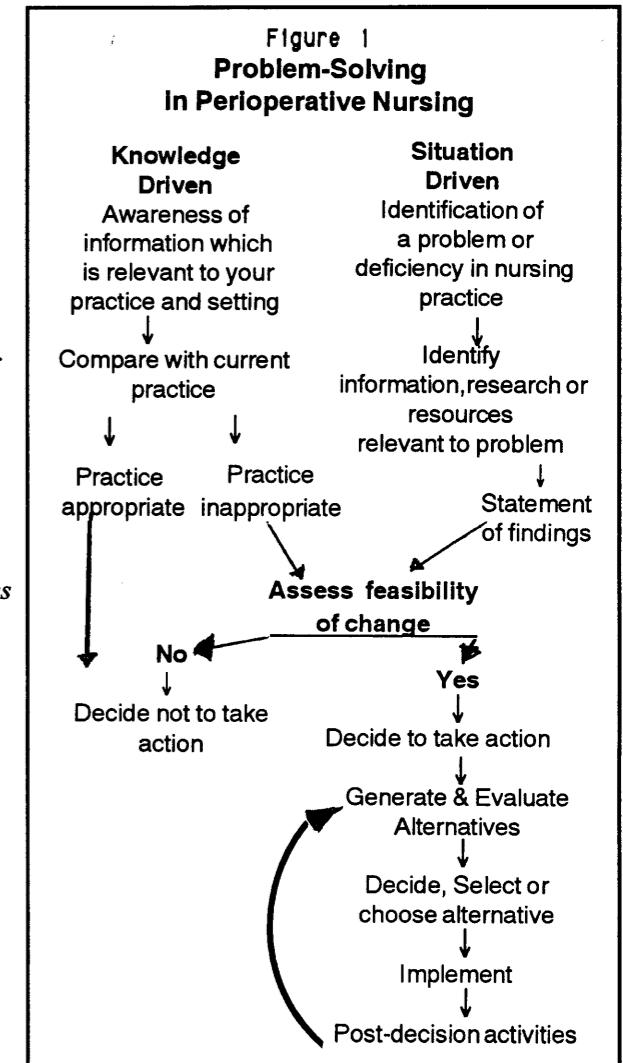 Figure 1
Problem-Solving
in Perioperative Nursing
Knowledge
Driven
Awareness of
information which
is relevant to your
practice and setting
Compare with current
practice
Practice
appropriate
Practice
inappropriate
Situation
Driven
Identification of
a problem or
deficiency in nursing
practice
Identify
information,research or
resources
relevant to problem
Statement
of findings
Assess feasibility
of change
No
Decide not to take
action
Yes
Decide to take action
Generate & Evaluate
Alternatives
Decide, Select or
choose alternative
Implement
Post-decision activities